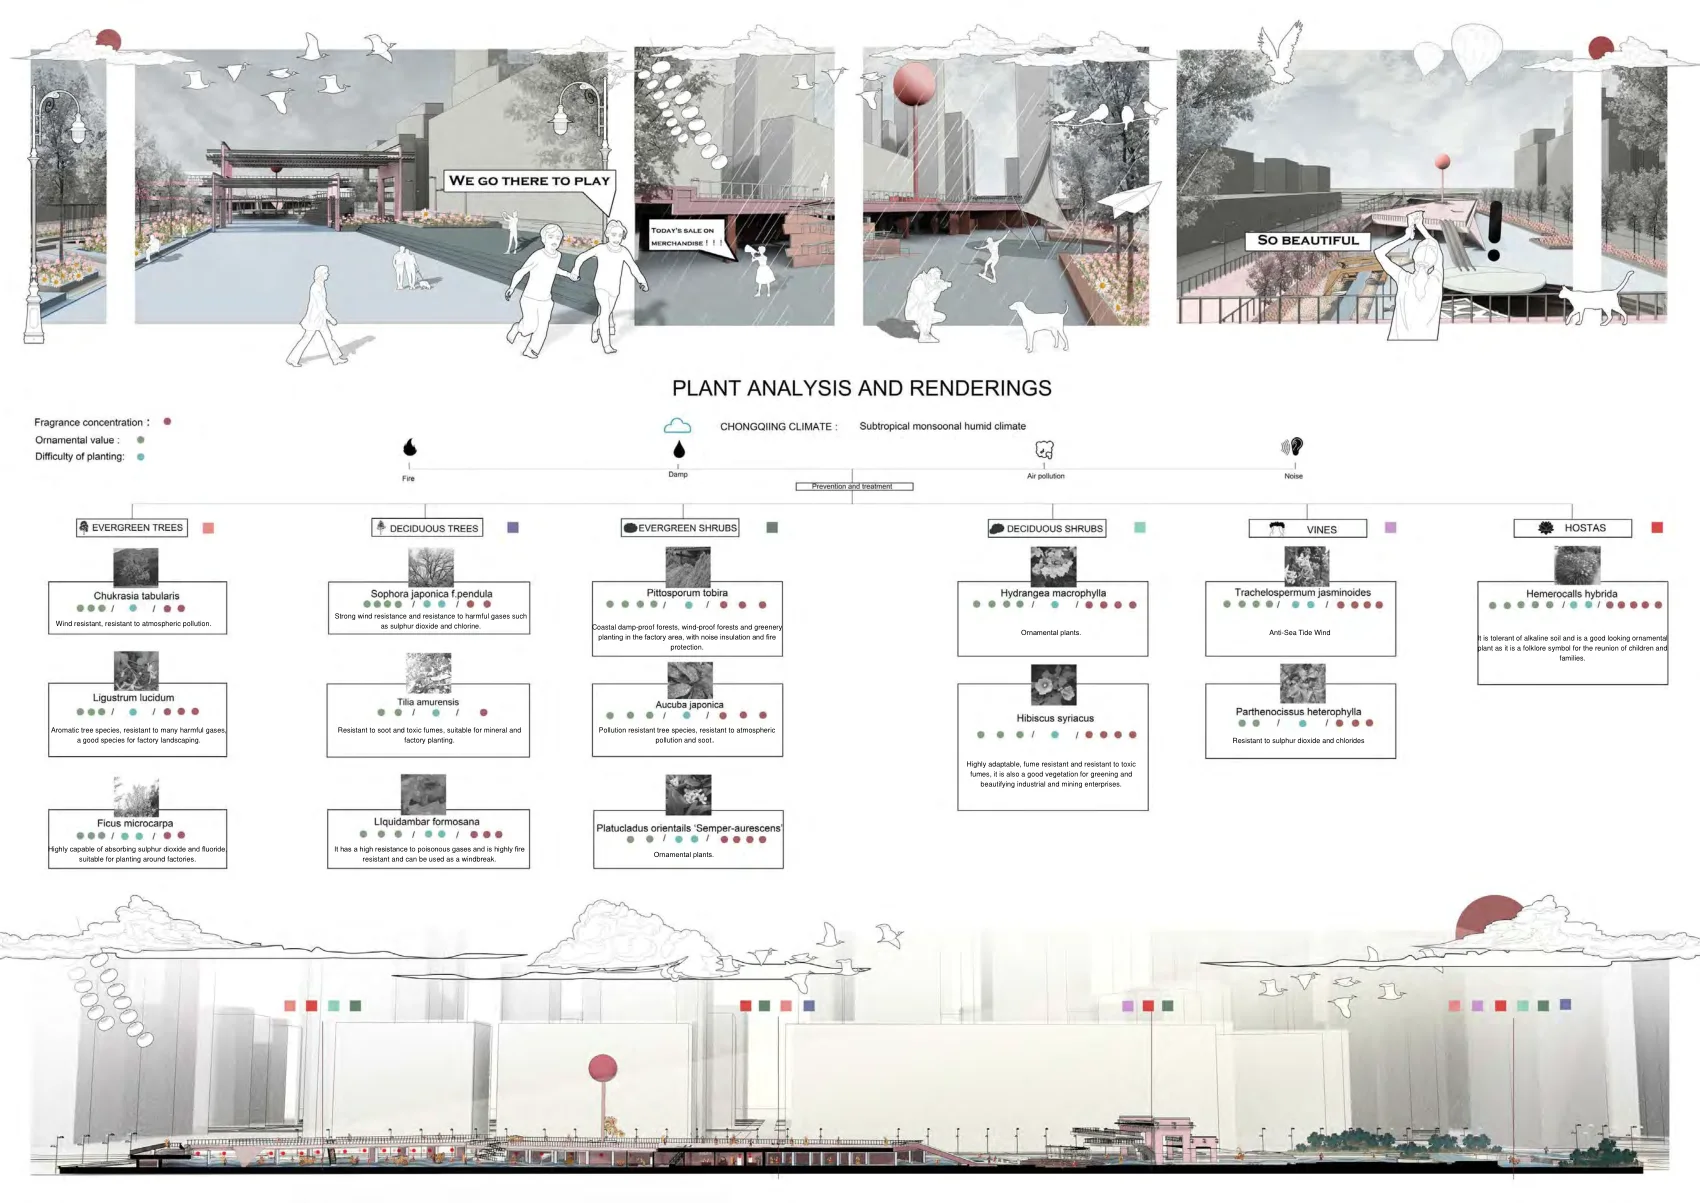 WE GO THERE TO PLAY
TODAY'S SALE ON
MERCHANDISE ! ! !
SO BEAUTIFUL
PLANT ANALYSIS AND RENDERINGS
Fragrance concentration :
Ornamental value :
Difficulty of planting:
CHONGQIING CLIMATE : Subtropical monsoonal humid climate
Fire
Damp
Air pollution
Noise
Prevention and treatment
EVERGREEN TREES
DECIDUOUS TREES
EVERGREEN SHRUBS
DECIDUOUS SHRUBS
VINES
HOSTAS
Chukrasia tabularis
/ /
Wind resistant, resistant to atmospheric pollution.
Ligustrum lucidum
/ /
Aromatic tree species, resistant to many harmful gases,
a good species for factory landscaping.
Ficus microcarpa
/ /
Highly capable of absorbing sulphur dioxide and fluoride,
suitable for planting around factories.
Sophora japonica f.pendula
/ /
Strong wind resistance and resistance to harmful gases such
as sulphur dioxide and chlorine.
Tilia amurensis
/ /
Resistant to soot and toxic fumes, suitable for mineral and
factory planting.
LIquidambar formosana
/ /
It has a high resistance to poisonous gases and is highly fire
resistant and can be used as a windbreak.
Pittosporum tobira
/ /
Coastal damp-proof forests, wind-proof forests and greenery
planting in the factory area, with noise insulation and fire
protection.
Aucuba japonica
/ /
Pollution resistant tree species, resistant to atmospheric
pollution and soot.
Platucladus orientails 'Semper-aurescens'
/ /
Ornamental plants.
Hydrangea macrophylla
/ /
Ornamental plants.
Hibiscus syriacus
/ /
Highly adaptable, fume resistant and resistant to toxic
fumes, it is also a good vegetation for greening and
beautifying industrial and mining enterprises.
Trachelospermum jasminoides
/ /
Anti-Sea Tide Wind
Parthenocissus heterophylla
/ /
Resistant to sulphur dioxide and chlorides
Hemerocalls hybrida
/ /
It is tolerant of alkaline soil and is a good looking ornamental
plant as it is a folklore symbol for the reunion of children and
families.